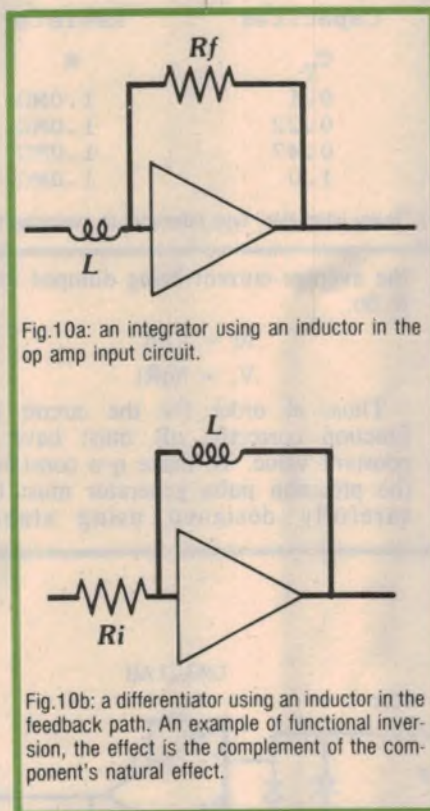 Rf
L
Fig.10a: an integrator using an inductor in the
op amp input circuit.
L
Ri
Fig.10b: a differentiator using an inductor in the
feedback path. An example of functional inver-
sion, the effect is the complement of the com-
ponent's natural effect.